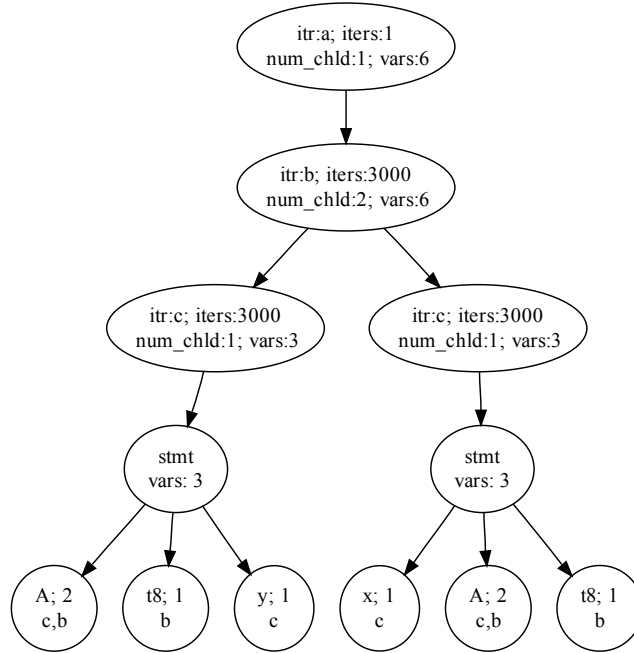 itr:a; iters:1
num_chld:1; vars:6
itr:b; iters:3000
num_chld:2; vars:6
itr:c; iters:3000
num_chld:1; vars:3
itr:c; iters:3000
num_chld:1; vars:3
stmt
vars: 3
stmt
vars: 3
A; 2
c,b
t8; 1
b
y; 1
c
x; 1
c
A; 2
c,b
t8; 1
b